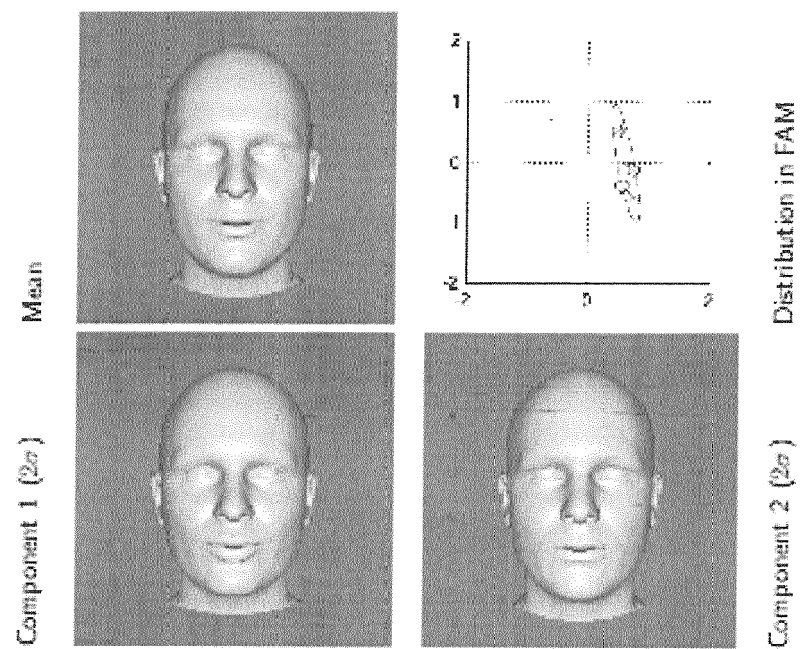 Mean
Distribution in FAM
Component 1 (2σ)
Component 2 (2σ)
2
1
0
1
-2
-2
0
2